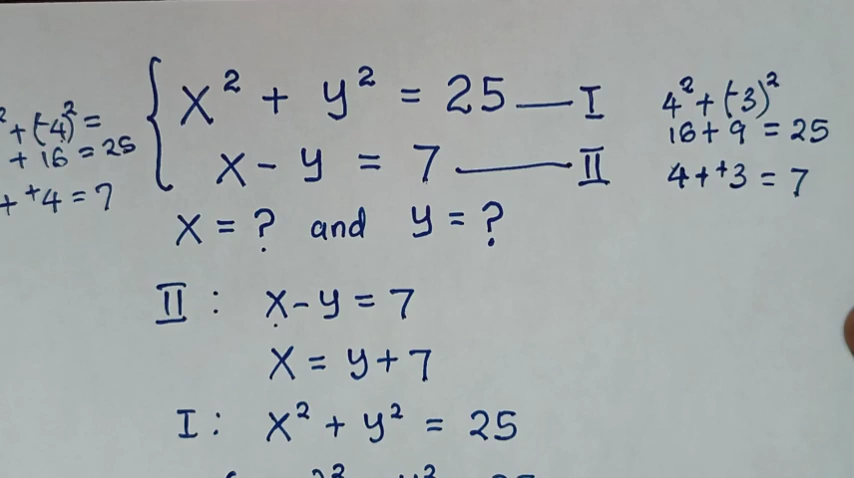 x² + y² = 25 — I
x - y = 7 — II
x = ? and y = ?
II : x - y = 7
x = y + 7
I : x² + y² = 25
² + (-4)² =
+ 16 = 25
+ +4 = 7
4² + (-3)²
16 + 9 = 25
4 + +3 = 7